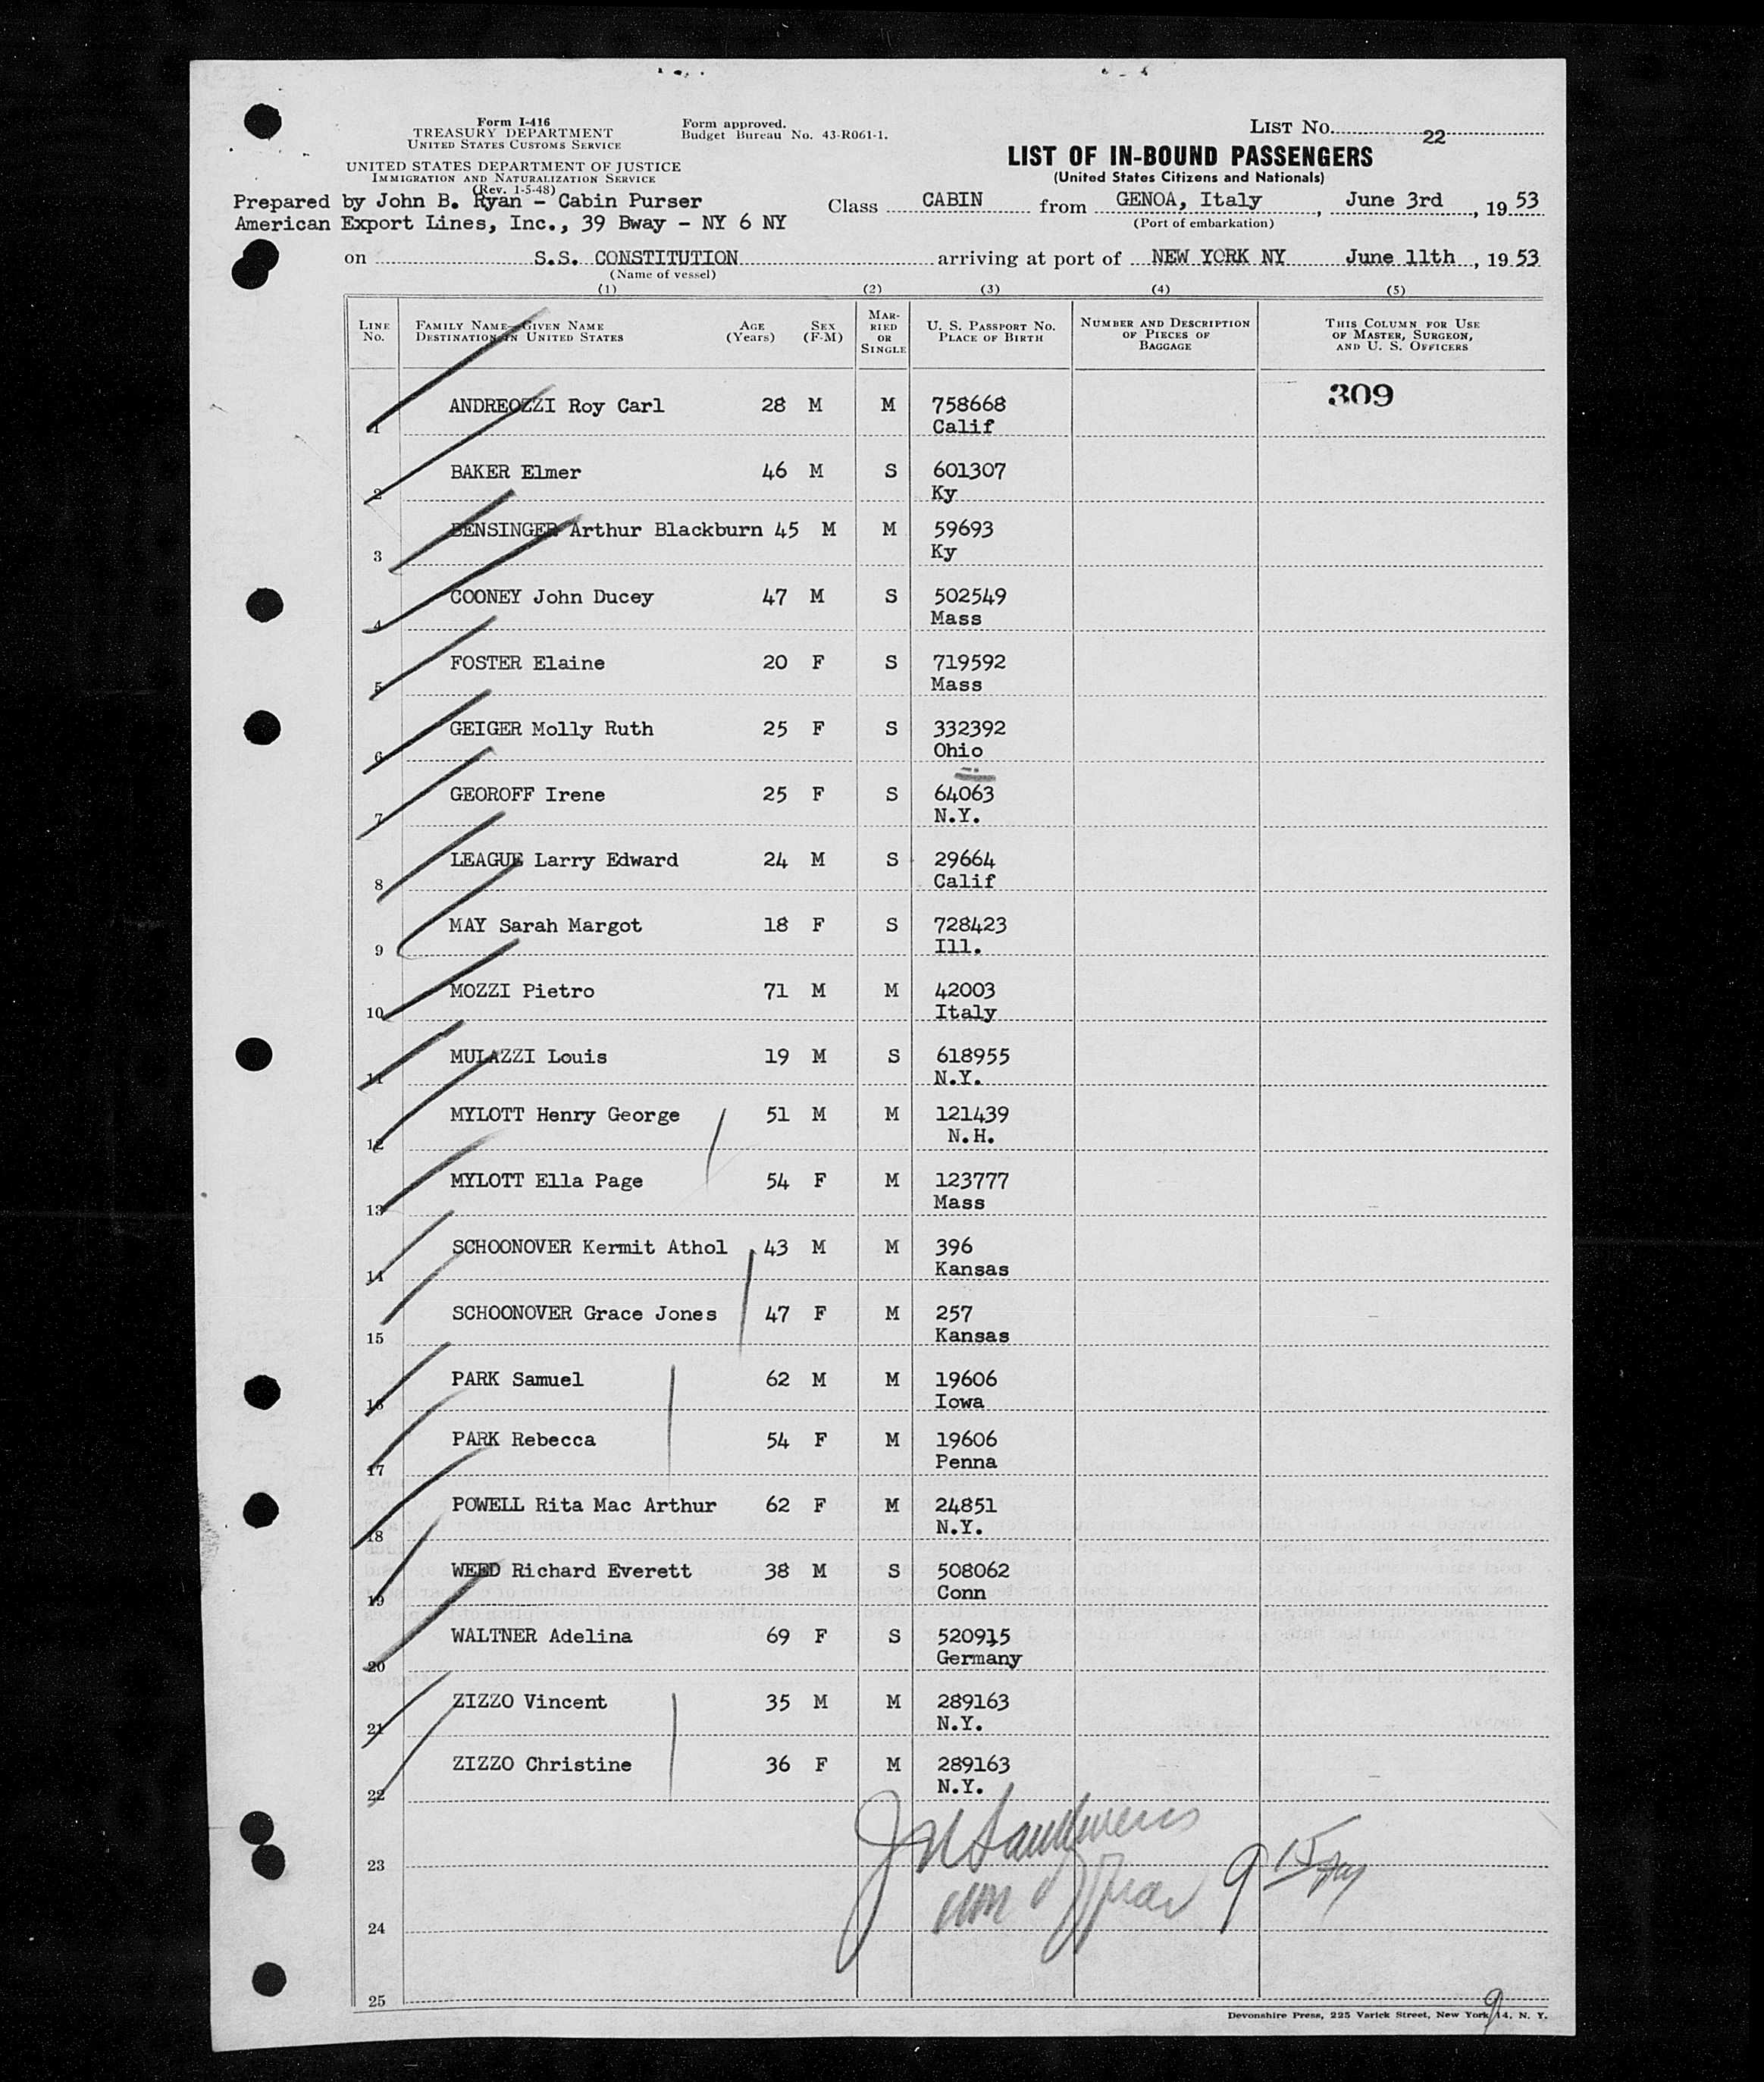 Form I-416
TREASURY DEPARTMENT
UNITED STATES CUSTOMS SERVICE
Form approved.
Budget Bureau No. 43-R061-1.
LIST No. 22
UNITED STATES DEPARTMENT OF JUSTICE
IMMIGRATION AND NATURALIZATION SERVICE
(Rev. 1-5-48)
LIST OF IN-BOUND PASSENGERS
(United States Citizens and Nationals)
Prepared by John B. Ryan - Cabin Purser
American Export Lines, Inc., 39 Bway - NY 6 NY
Class CABIN from GENOA, Italy, June 3rd, 19 53
(Port of embarkation)
on S.S. CONSTITUTION arriving at port of NEW YORK NY June 11th, 19 53
(Name of vessel)
(1) (2) (3) (4) (5)
LINE No. FAMILY NAME—GIVEN NAME DESTINATION IN UNITED STATES AGE (Years) SEX (F-M) MARRIED OR SINGLE U. S. PASSPORT No. PLACE OF BIRTH NUMBER AND DESCRIPTION OF PIECES OF BAGGAGE THIS COLUMN FOR USE OF MASTER, SURGEON, AND U. S. OFFICERS
309
1 ANDREOZZI Roy Carl 28 M M 758668
Calif
2 BAKER Elmer 46 M S 601307
Ky
3 BENSINGER Arthur Blackburn 45 M M 59693
Ky
4 COONEY John Ducey 47 M S 502549
Mass
5 FOSTER Elaine 20 F S 719592
Mass
6 GEIGER Molly Ruth 25 F S 332392
Ohio
7 GEOROFF Irene 25 F S 64063
N.Y.
8 LEAGUE Larry Edward 24 M S 29664
Calif
9 MAY Sarah Margot 18 F S 728423
Ill.
10 MOZZI Pietro 71 M M 42003
Italy
11 MULAZZI Louis 19 M S 618955
N.Y.
12 MYLOTT Henry George 51 M M 121439
N.H.
13 MYLOTT Ella Page 54 F M 123777
Mass
14 SCHOONOVER Kermit Athol 43 M M 396
Kansas
15 SCHOONOVER Grace Jones 47 F M 257
Kansas
16 PARK Samuel 62 M M 19606
Iowa
17 PARK Rebecca 54 F M 19606
Penna
18 POWELL Rita Mac Arthur 62 F M 24851
N.Y.
19 WEED Richard Everett 38 M S 508062
Conn
20 WALTNER Adelina 69 F S 520915
Germany
21 ZIZZO Vincent 35 M M 289163
N.Y.
22 ZIZZO Christine 36 F M 289163
N.Y.
23
24
25
9
Devonshire Press, 225 Varick Street, New York 14, N. Y.